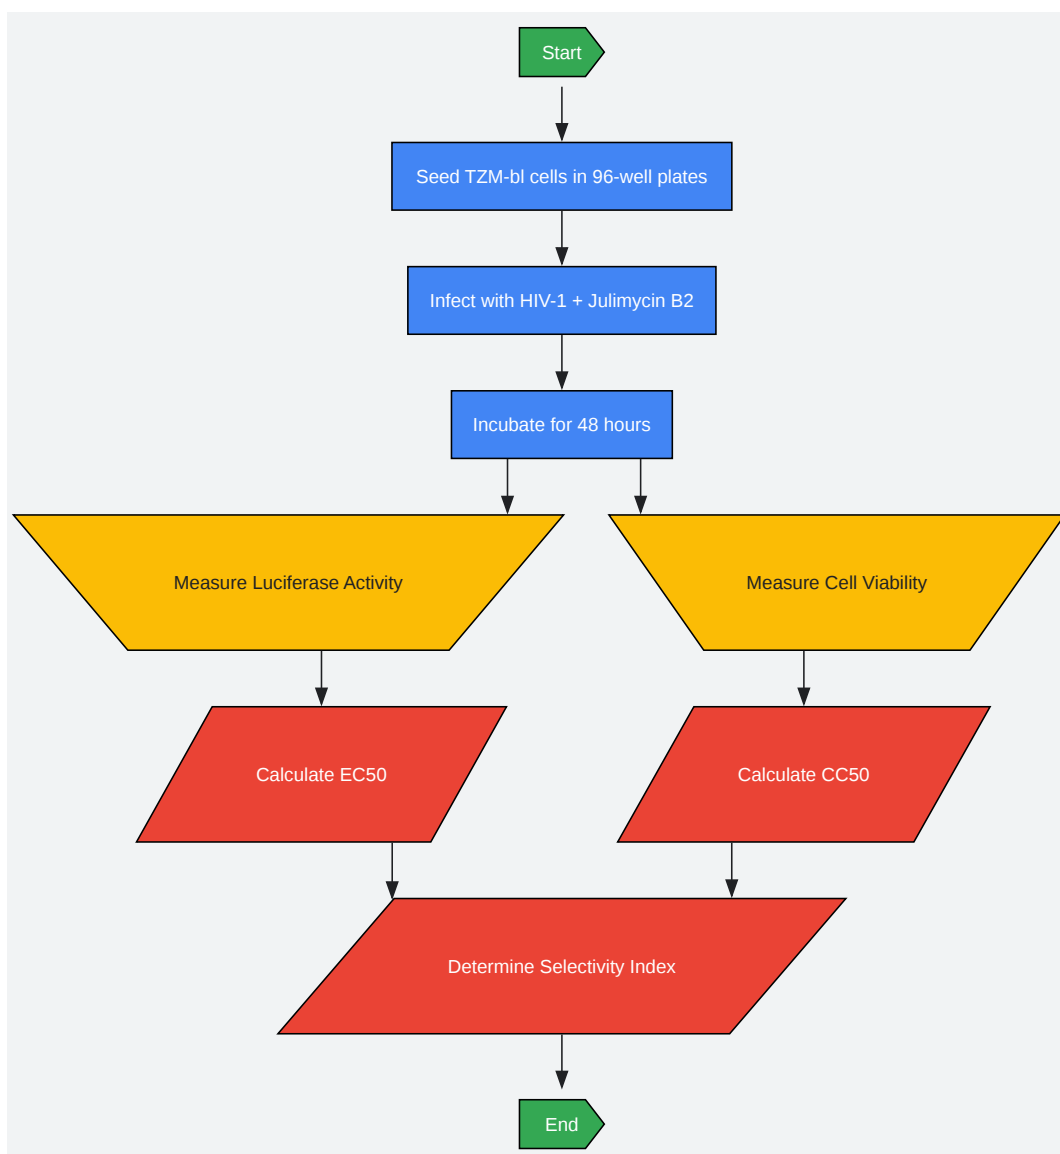 Start
Seed TZM-bl cells in 96-well plates
Infect with HIV-1 + Julimycin B2
Incubate for 48 hours
Measure Luciferase Activity
Measure Cell Viability
Calculate EC50
Calculate CC50
Determine Selectivity Index
End